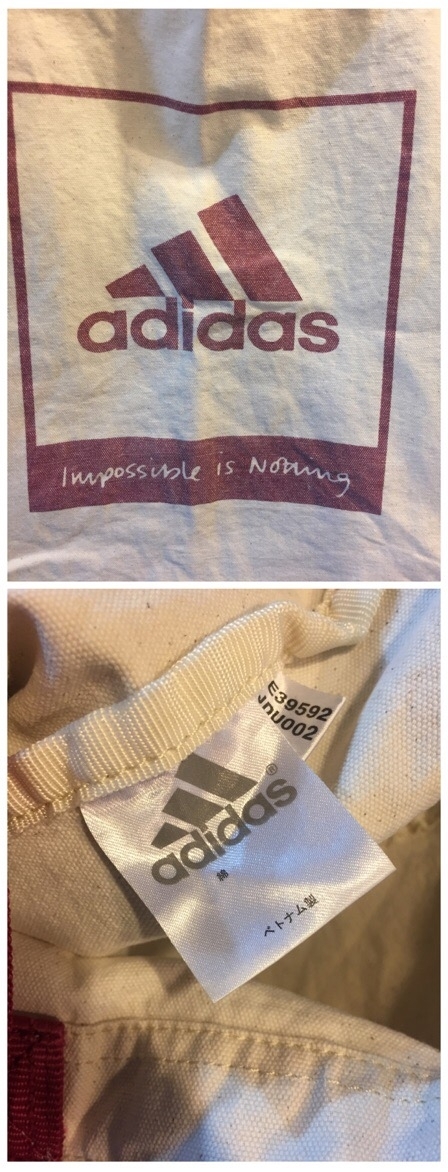 adidas
Impossible is Nothing
E39592
JDU002
adidas®
綿
ベトナム製